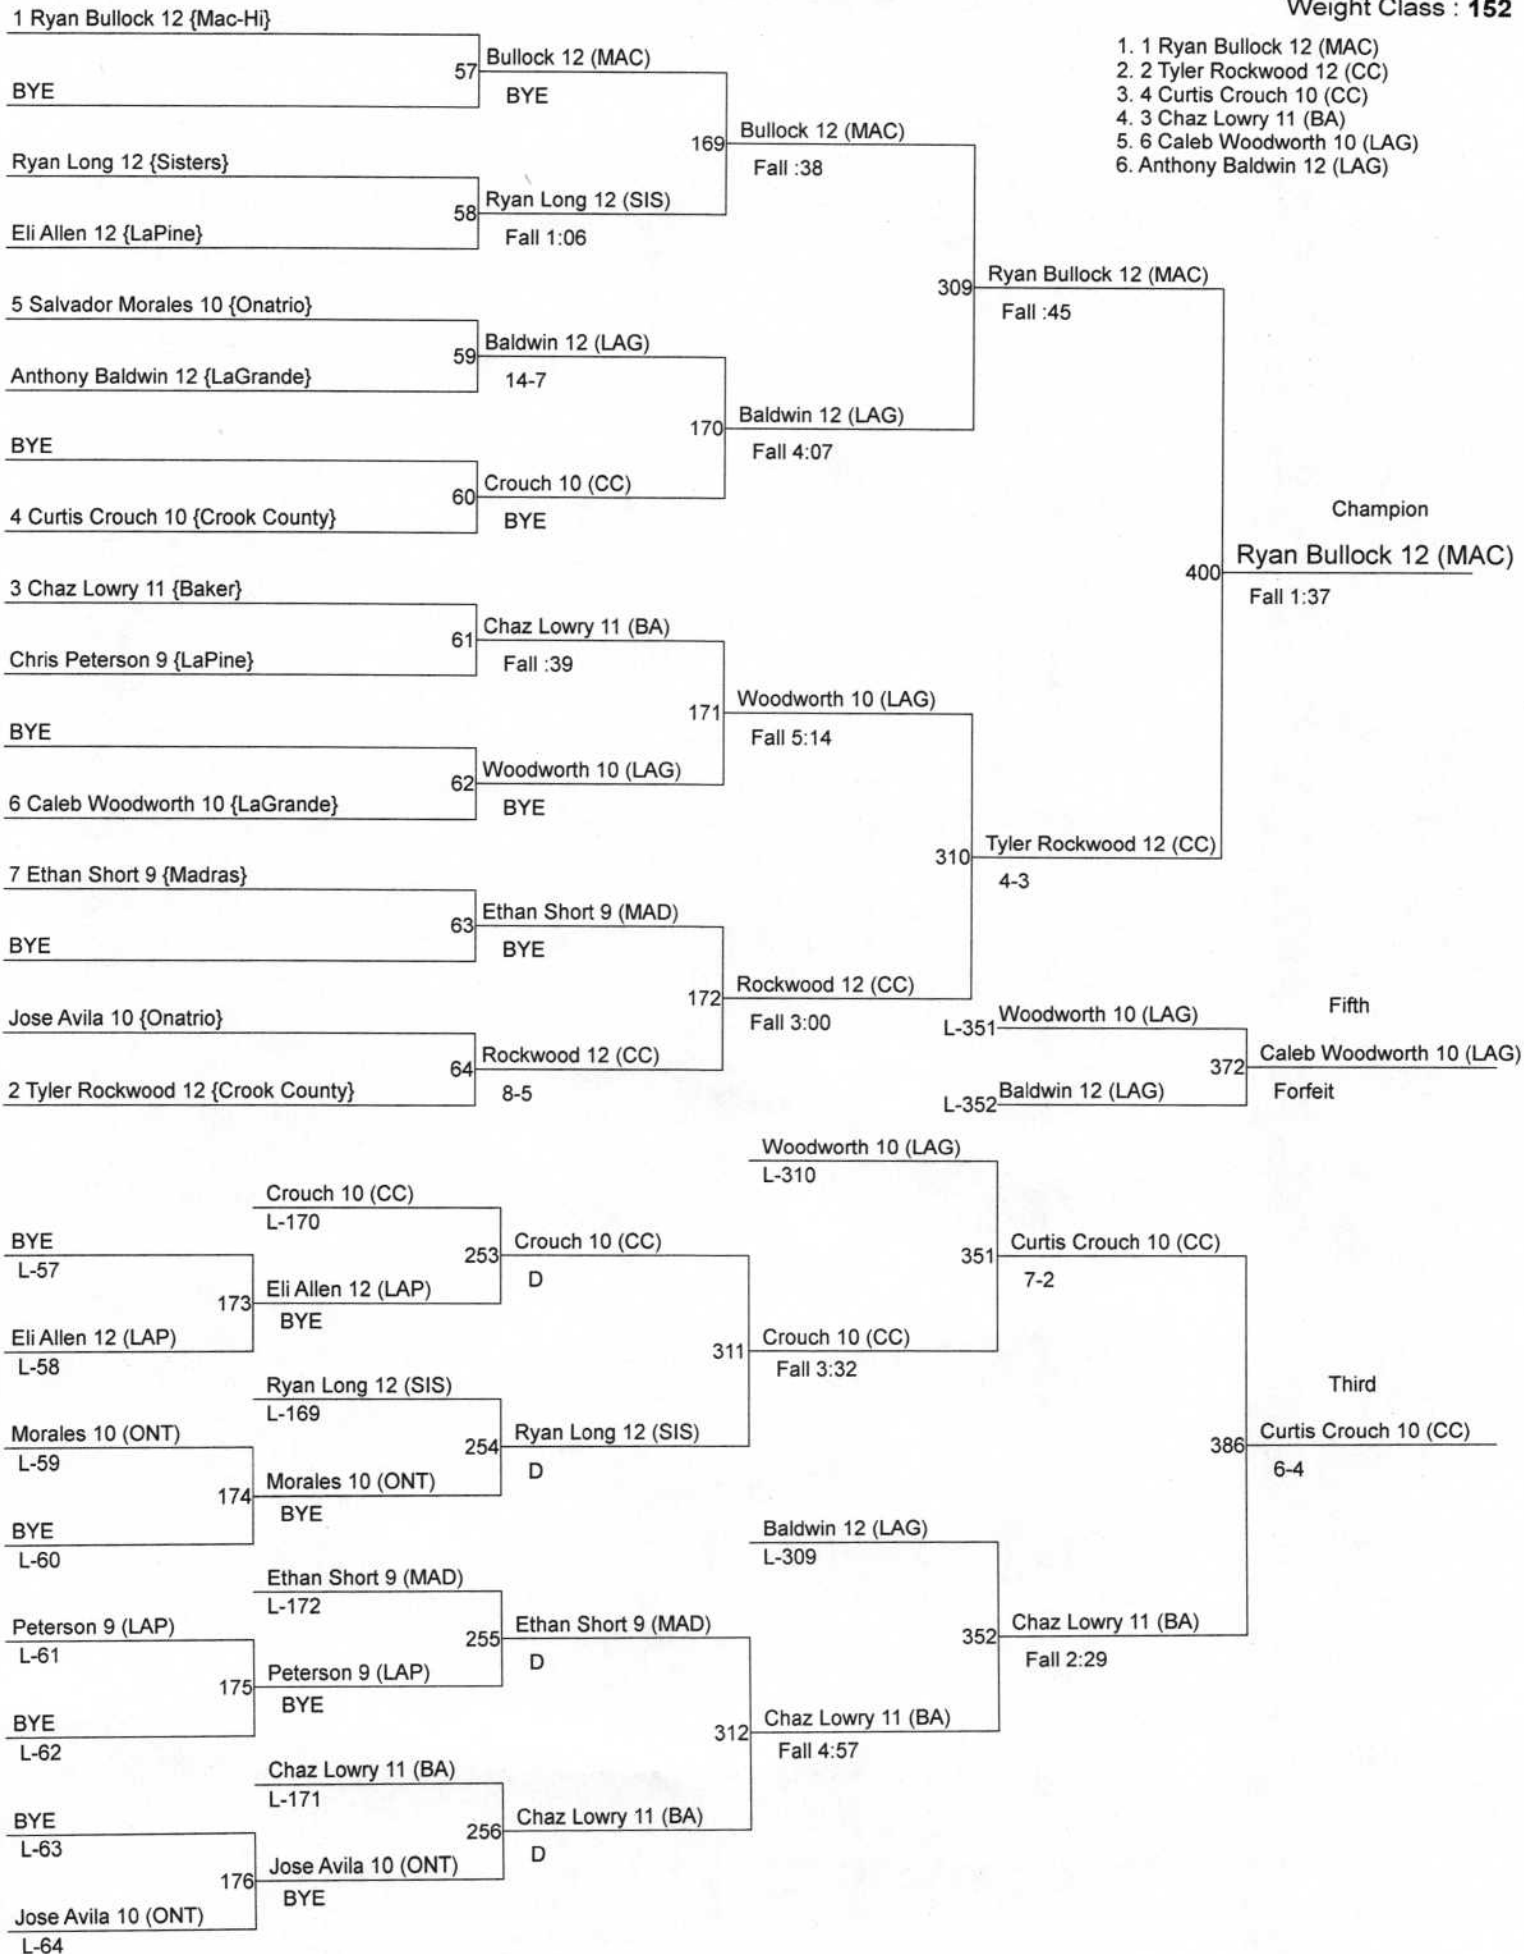 Weight Class : 152
1. 1 Ryan Bullock 12 (MAC)
2. 2 Tyler Rockwood 12 (CC)
3. 4 Curtis Crouch 10 (CC)
4. 3 Chaz Lowry 11 (BA)
5. 6 Caleb Woodworth 10 (LAG)
6. Anthony Baldwin 12 (LAG)
1 Ryan Bullock 12 {Mac-Hi}
57
Bullock 12 (MAC)
BYE
BYE
169
Bullock 12 (MAC)
Fall :38
Ryan Long 12 {Sisters}
58
Ryan Long 12 (SIS)
Fall 1:06
Eli Allen 12 {LaPine}
309
Ryan Bullock 12 (MAC)
Fall :45
5 Salvador Morales 10 {Onatrio}
59
Baldwin 12 (LAG)
14-7
Anthony Baldwin 12 {LaGrande}
170
Baldwin 12 (LAG)
Fall 4:07
BYE
60
Crouch 10 (CC)
BYE
4 Curtis Crouch 10 {Crook County}
Champion
400
Ryan Bullock 12 (MAC)
Fall 1:37
3 Chaz Lowry 11 {Baker}
61
Chaz Lowry 11 (BA)
Fall :39
Chris Peterson 9 {LaPine}
171
Woodworth 10 (LAG)
Fall 5:14
BYE
62
Woodworth 10 (LAG)
BYE
6 Caleb Woodworth 10 {LaGrande}
310
Tyler Rockwood 12 (CC)
4-3
7 Ethan Short 9 {Madras}
63
Ethan Short 9 (MAD)
BYE
BYE
172
Rockwood 12 (CC)
Fall 3:00
Jose Avila 10 {Onatrio}
64
Rockwood 12 (CC)
8-5
2 Tyler Rockwood 12 {Crook County}
L-351
Woodworth 10 (LAG)
Fifth
372
Caleb Woodworth 10 (LAG)
Forfeit
L-352
Baldwin 12 (LAG)
Woodworth 10 (LAG)
L-310
Crouch 10 (CC)
L-170
BYE
L-57
253
Crouch 10 (CC)
D
351
Curtis Crouch 10 (CC)
7-2
173
Eli Allen 12 (LAP)
BYE
Eli Allen 12 (LAP)
L-58
311
Crouch 10 (CC)
Fall 3:32
Ryan Long 12 (SIS)
L-169
Third
Morales 10 (ONT)
L-59
254
Ryan Long 12 (SIS)
D
386
Curtis Crouch 10 (CC)
6-4
174
Morales 10 (ONT)
BYE
BYE
L-60
Baldwin 12 (LAG)
L-309
Ethan Short 9 (MAD)
L-172
Peterson 9 (LAP)
L-61
255
Ethan Short 9 (MAD)
D
352
Chaz Lowry 11 (BA)
Fall 2:29
175
Peterson 9 (LAP)
BYE
BYE
L-62
312
Chaz Lowry 11 (BA)
Fall 4:57
Chaz Lowry 11 (BA)
L-171
BYE
L-63
256
Chaz Lowry 11 (BA)
D
176
Jose Avila 10 (ONT)
BYE
Jose Avila 10 (ONT)
L-64